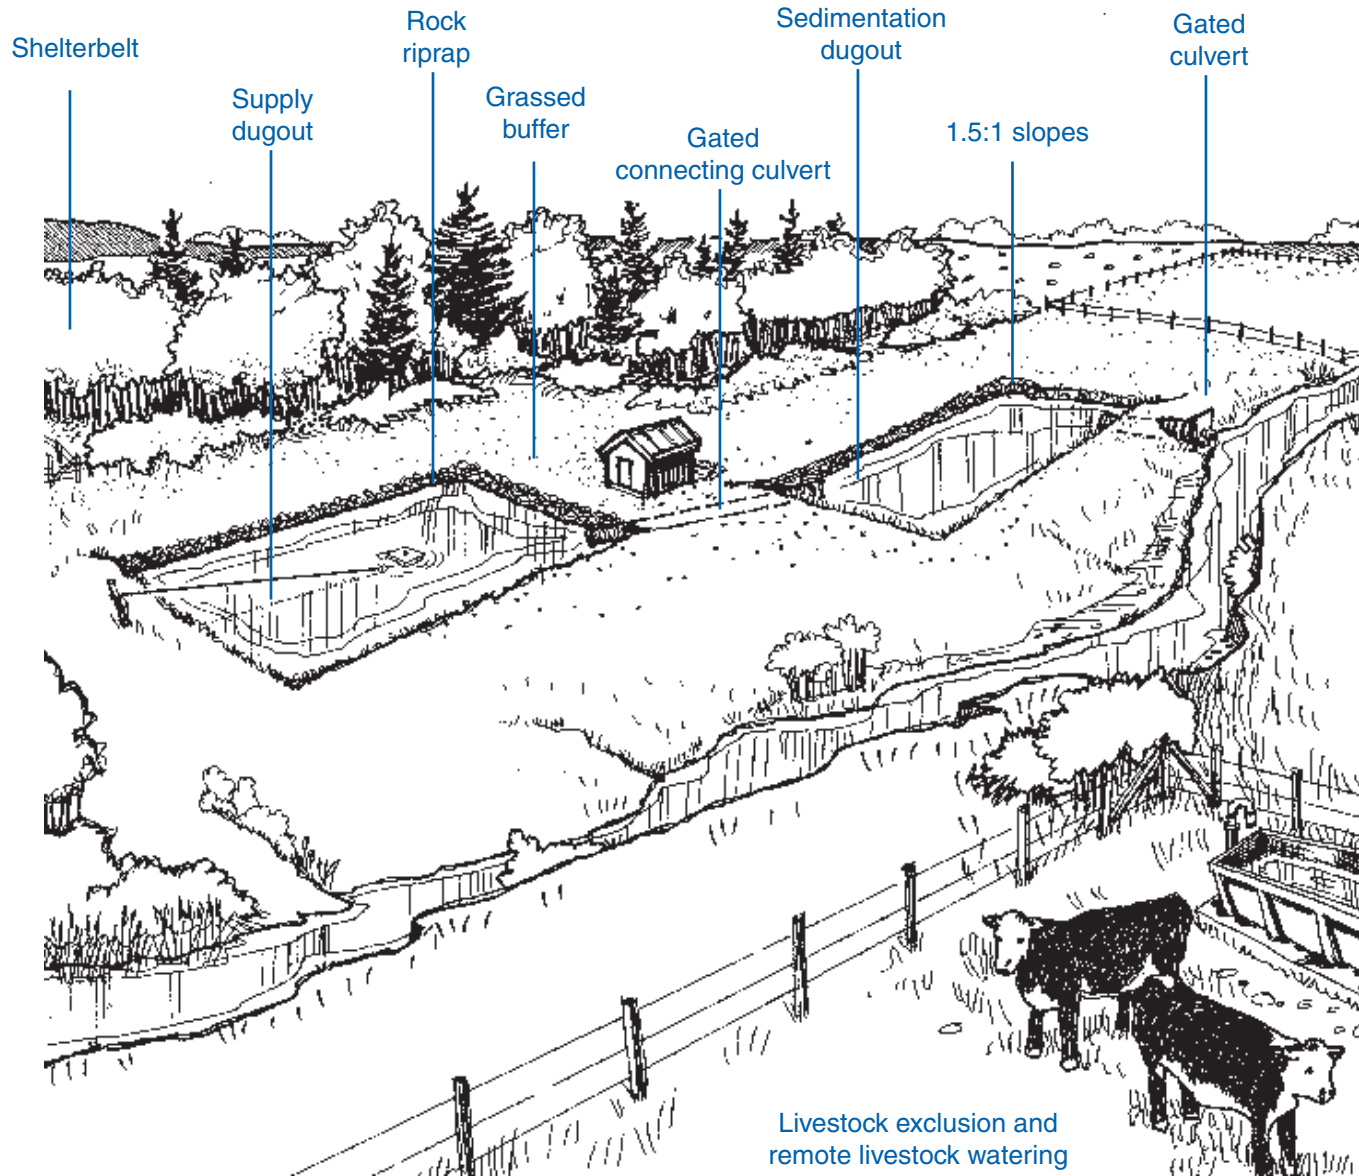 Shelterbelt
Supply
dugout
Rock
riprap
Grassed
buffer
Gated
connecting culvert
Sedimentation
dugout
1.5:1 slopes
Gated
culvert
Livestock exclusion and
remote livestock watering